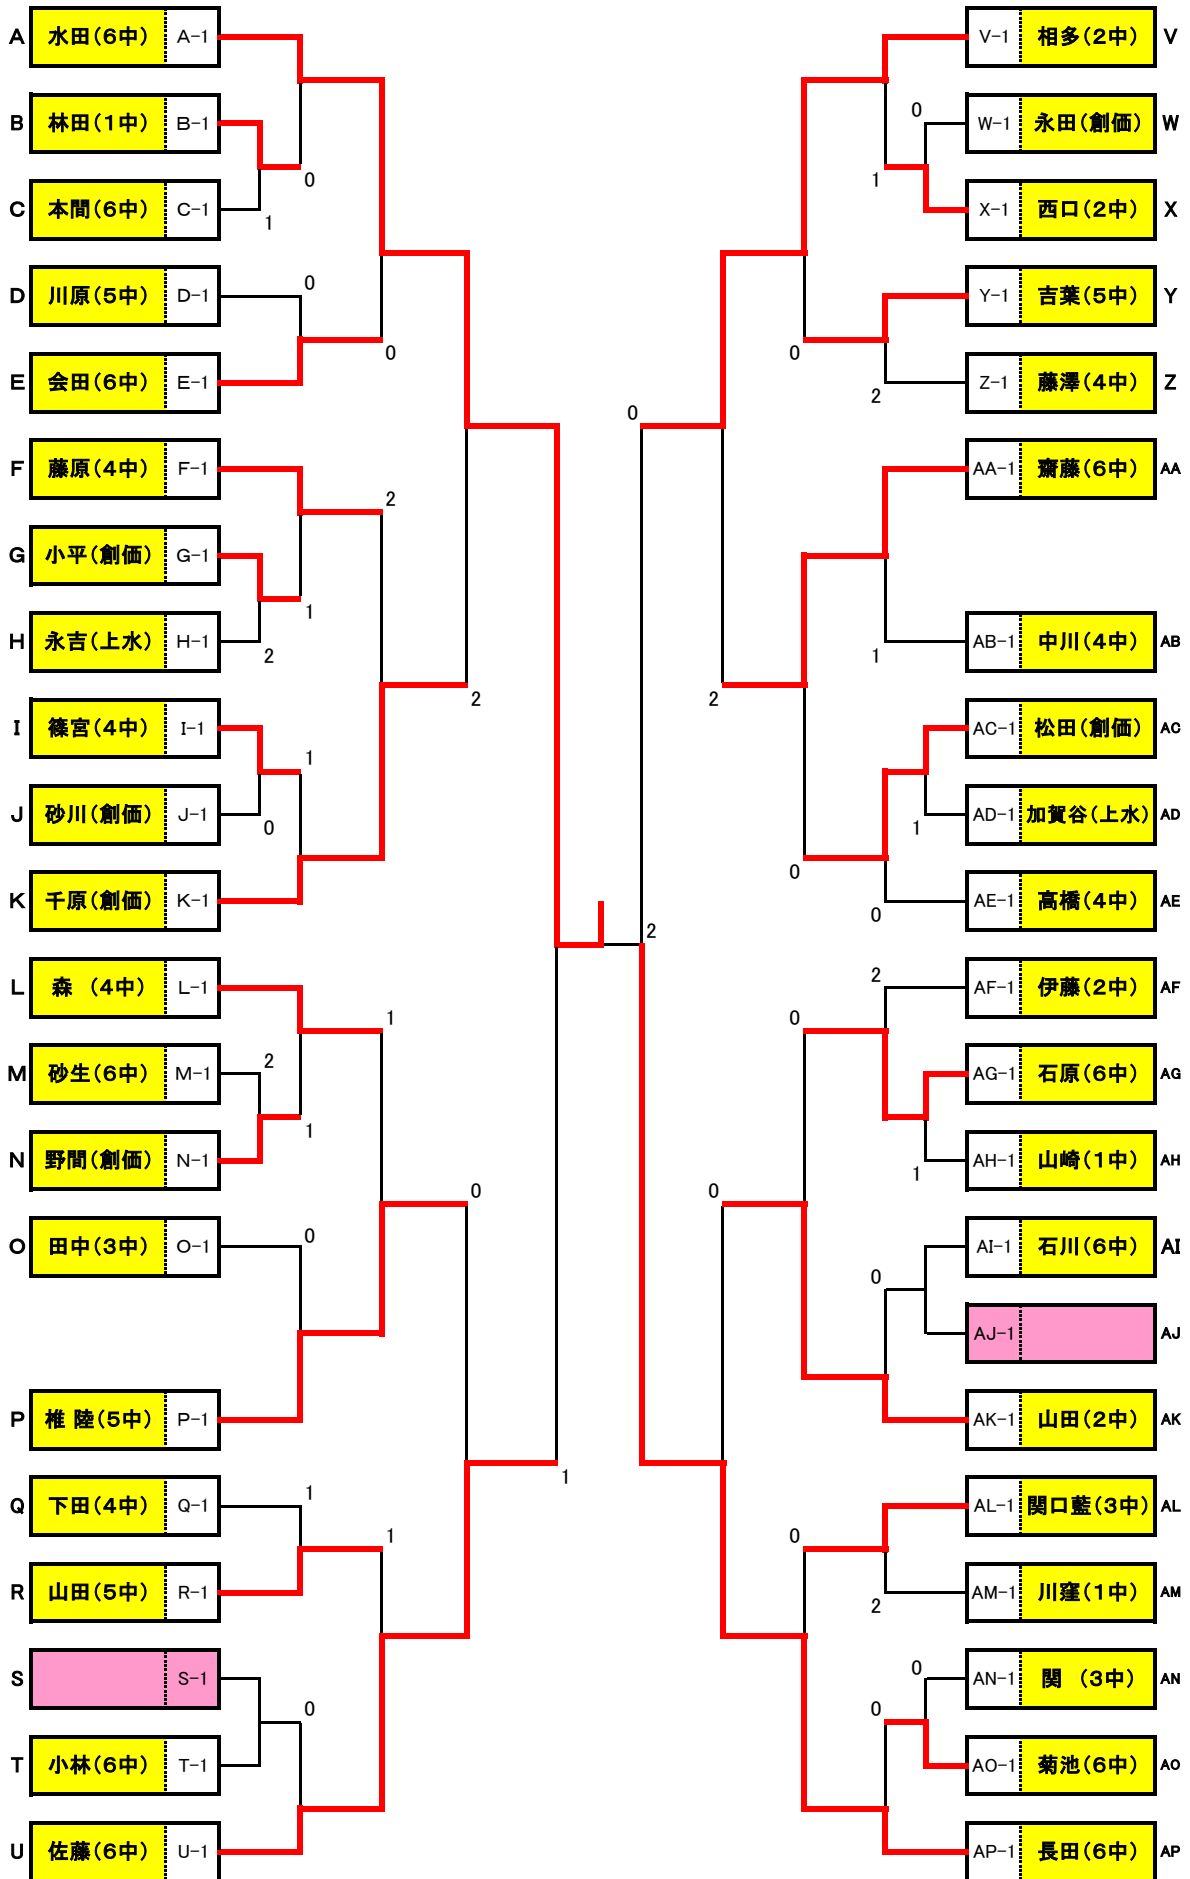 A 水田(6中) A-1
0
B 林田(1中) B-1
1
C 本間(6中) C-1
0
D 川原(5中) D-1
0
E 会田(6中) E-1
2
F 藤原(4中) F-1
1
G 小平(創価) G-1
2
H 永吉(上水) H-1
2
I 篠宮(4中) I-1
1
J 砂川(創価) J-1
0
K 千原(創価) K-1
L 森 (4中) L-1
1
M 砂生(6中) M-1
2
1
N 野間(創価) N-1
0
O 田中(3中) O-1
0
P 椎 陸(5中) P-1
1
Q 下田(4中) Q-1
1
1
R 山田(5中) R-1
S S-1
0
T 小林(6中) T-1
U 佐藤(6中) U-1
V-1 相多(2中) V
0
W-1 永田(創価) W
1
X-1 西口(2中) X
Y-1 吉葉(5中) Y
0
2
Z-1 藤澤(4中) Z
0
AA-1 齋藤(6中) AA
1
AB-1 中川(4中) AB
2
AC-1 松田(創価) AC
1
AD-1 加賀谷(上水) AD
0
0
AE-1 高橋(4中) AE
2
2
AF-1 伊藤(2中) AF
0
AG-1 石原(6中) AG
1
AH-1 山崎(1中) AH
0
AI-1 石川(6中) AI
0
AJ-1 AJ
AK-1 山田(2中) AK
AL-1 関口藍(3中) AL
0
2
AM-1 川窪(1中) AM
0
AN-1 関 (3中) AN
0
AO-1 菊池(6中) AO
AP-1 長田(6中) AP